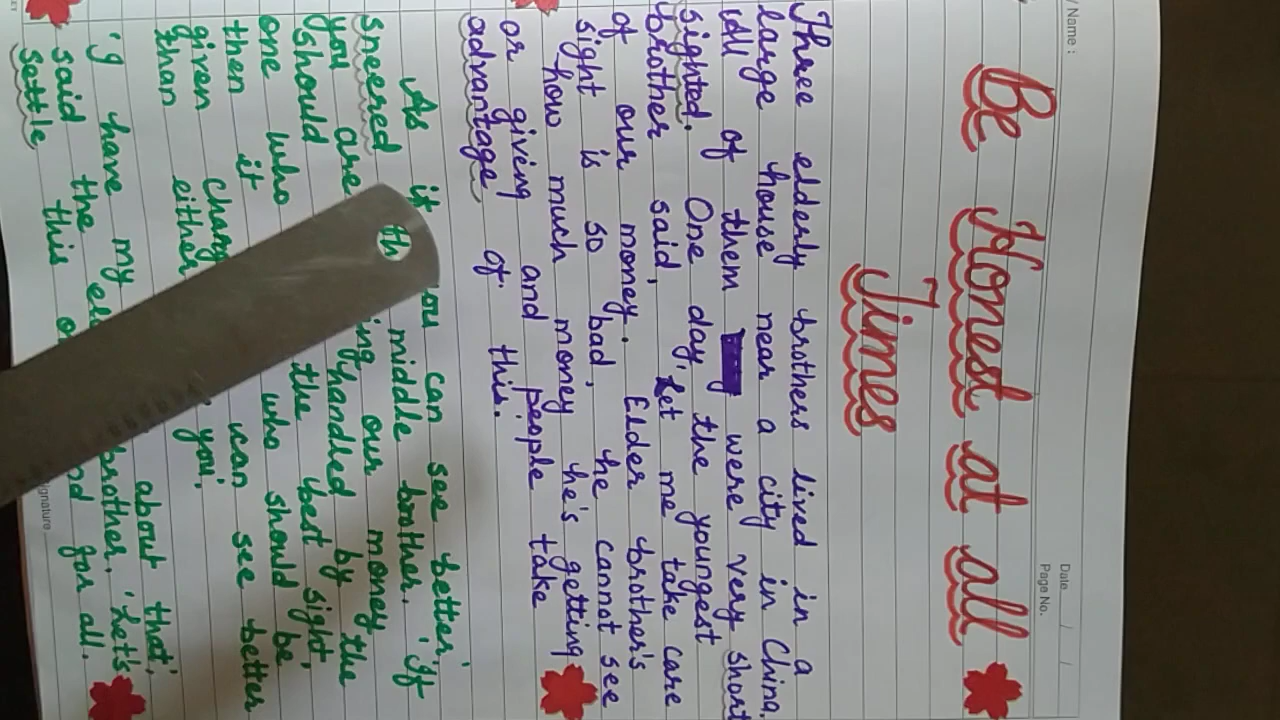 Name :
Date
Page No.
Be Honest at all
Times
Three elderly brothers lived in a
large house near a city in China.
all of them were very short
sighted. One day, the youngest
brother said, 'Let me take care
of our money. Elder brother's
sight is so bad, he cannot see
how much money he's getting
or giving and people take
advantage of this.
As if you can see better,'
sneered middle brother. 'If
you are our money
should handled by the
one the best sight,
then it who should be
given can see better
than either you'.
about that,
'I have my brother, 'Let's
said the for all.
settle this
Signature